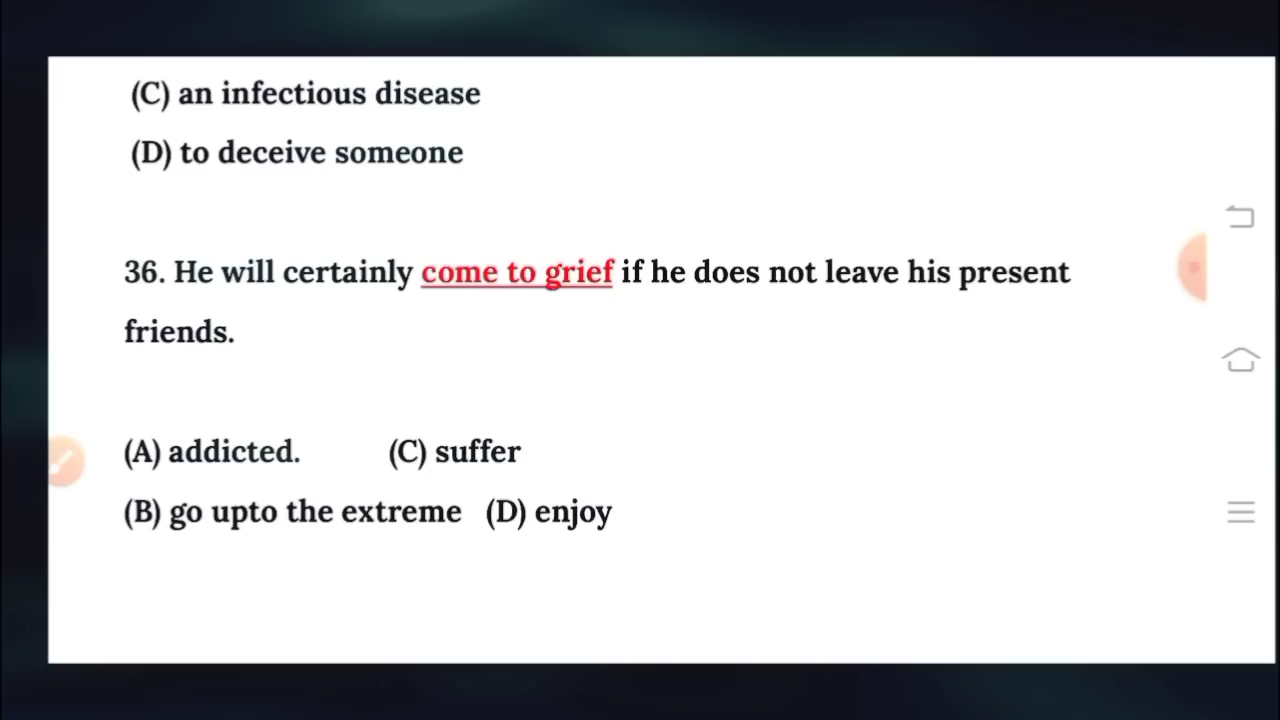 (C) an infectious disease
(D) to deceive someone
36. He will certainly come to grief if he does not leave his present
friends.
(A) addicted. (C) suffer
(B) go upto the extreme (D) enjoy